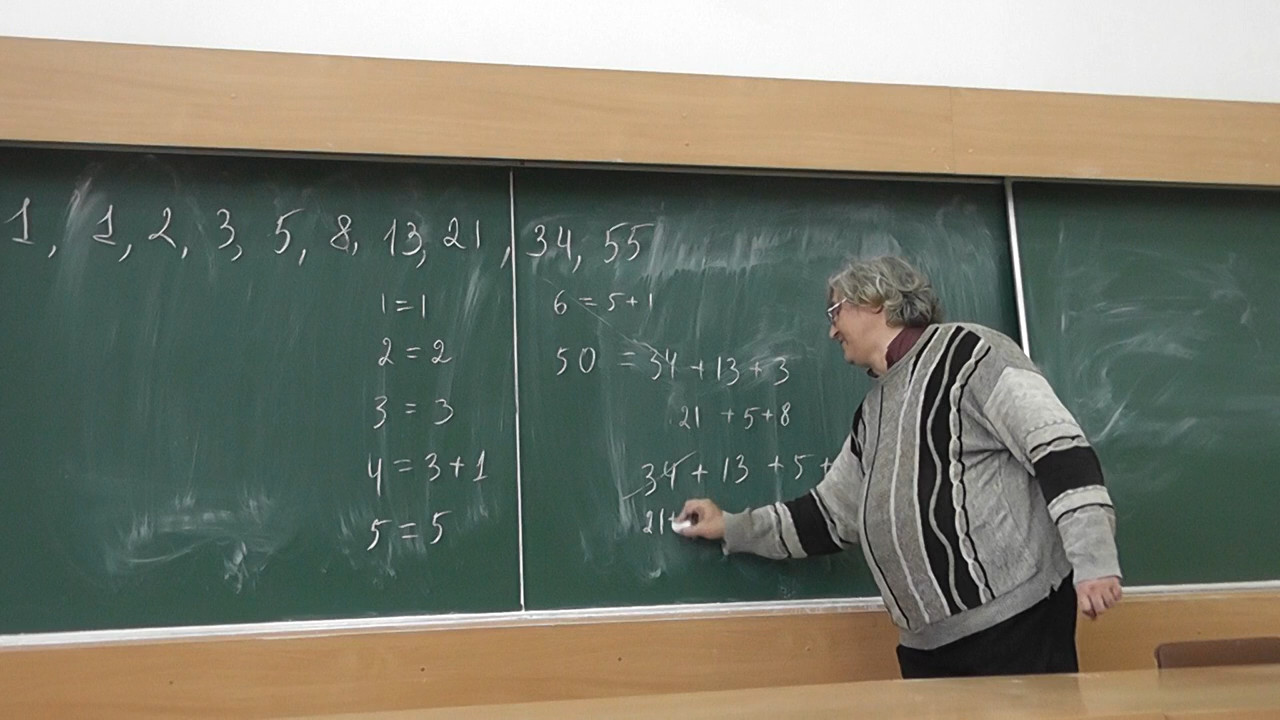 1, 1, 2, 3, 5, 8, 13, 21, 34, 55
1 = 1
2 = 2
3 = 3
4 = 3 + 1
5 = 5
6 = 5 + 1
50 = 34 + 13 + 3
21 + 5 + 8
34 + 13 + 5 +
21 +